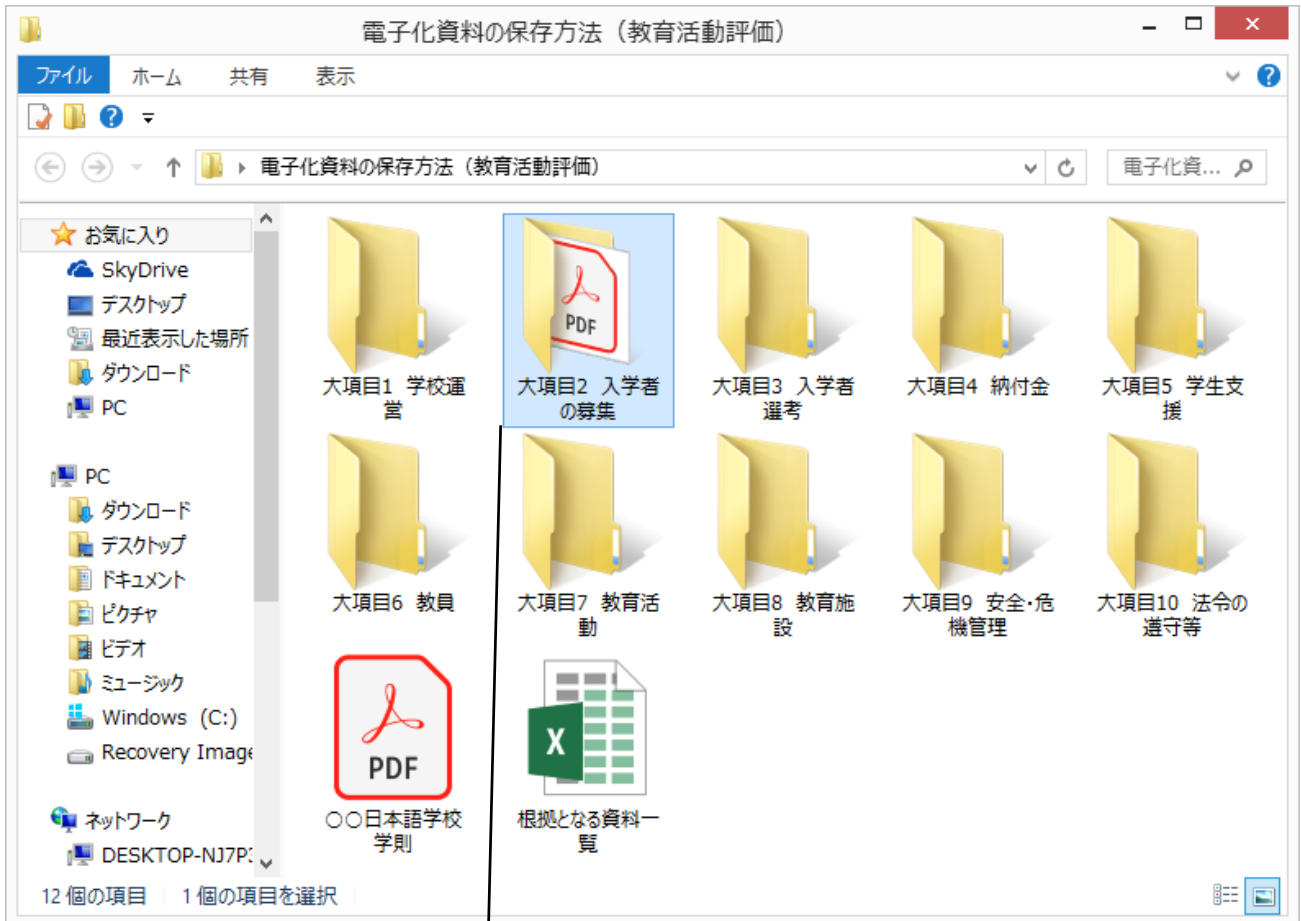 電子化資料の保存方法（教育活動評価）
ファイル ホーム 共有 表示
電子化資料の保存方法（教育活動評価）
電子化資... 
お気に入り
SkyDrive
デスクトップ
最近表示した場所
ダウンロード
PC
PC
ダウンロード
デスクトップ
ドキュメント
ピクチャ
ビデオ
ミュージック
Windows (C:)
Recovery Image
ネットワーク
DESKTOP-NJ7P3
大項目1 学校運
営
PDF
大項目2 入学者
の募集
大項目3 入学者
選考
大項目4 納付金
大項目5 学生支
援
大項目6 教員
大項目7 教育活
動
大項目8 教育施
設
大項目9 安全・危
機管理
大項目10 法令の
遵守等
PDF
○○日本語学校
学則
X
根拠となる資料一
覧
12 個の項目 1 個の項目を選択